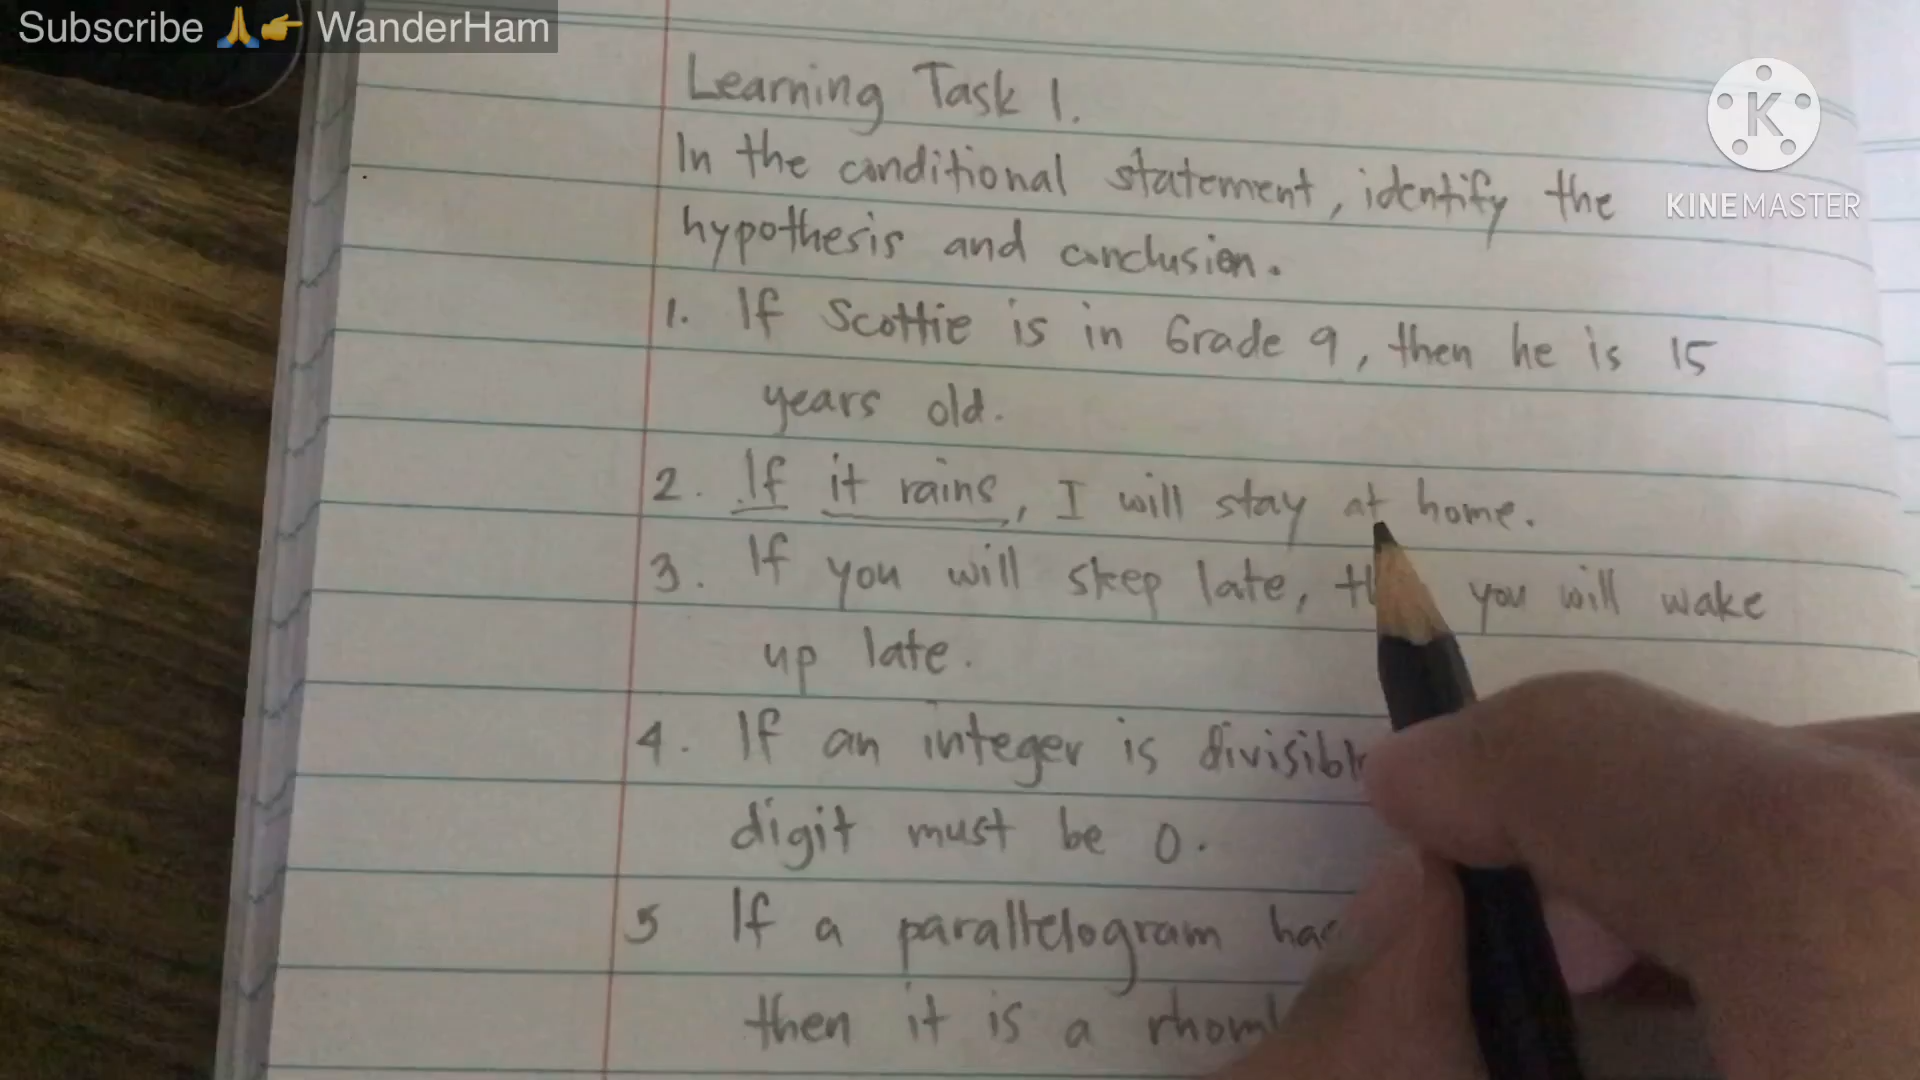 Subscribe 🙏👉 WanderHam
KINEMASTER
Learning Task 1.
In the conditional statement, identify the
hypothesis and conclusion.
1. If Scottie is in Grade 9, then he is 15
years old.
2. If it rains, I will stay at home.
3. If you will sleep late, you will wake
up late.
4. If an integer is
digit must be 0.
5 If a parallelogram
then it is a